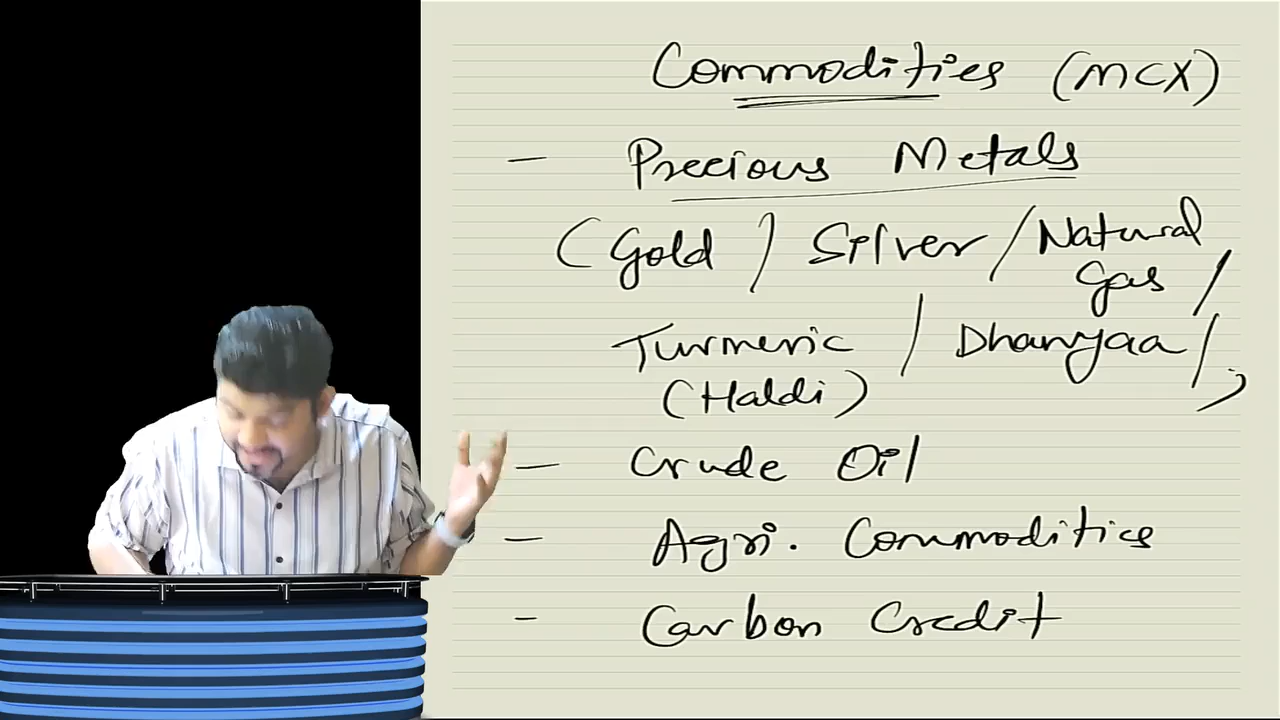 Commodities (MCX)
- Precious Metals
(Gold / Silver / Natural Gas /
Turmeric (Haldi) / Dhanyaa / )
- Crude Oil
- Agri. Commodities
- Carbon Credit